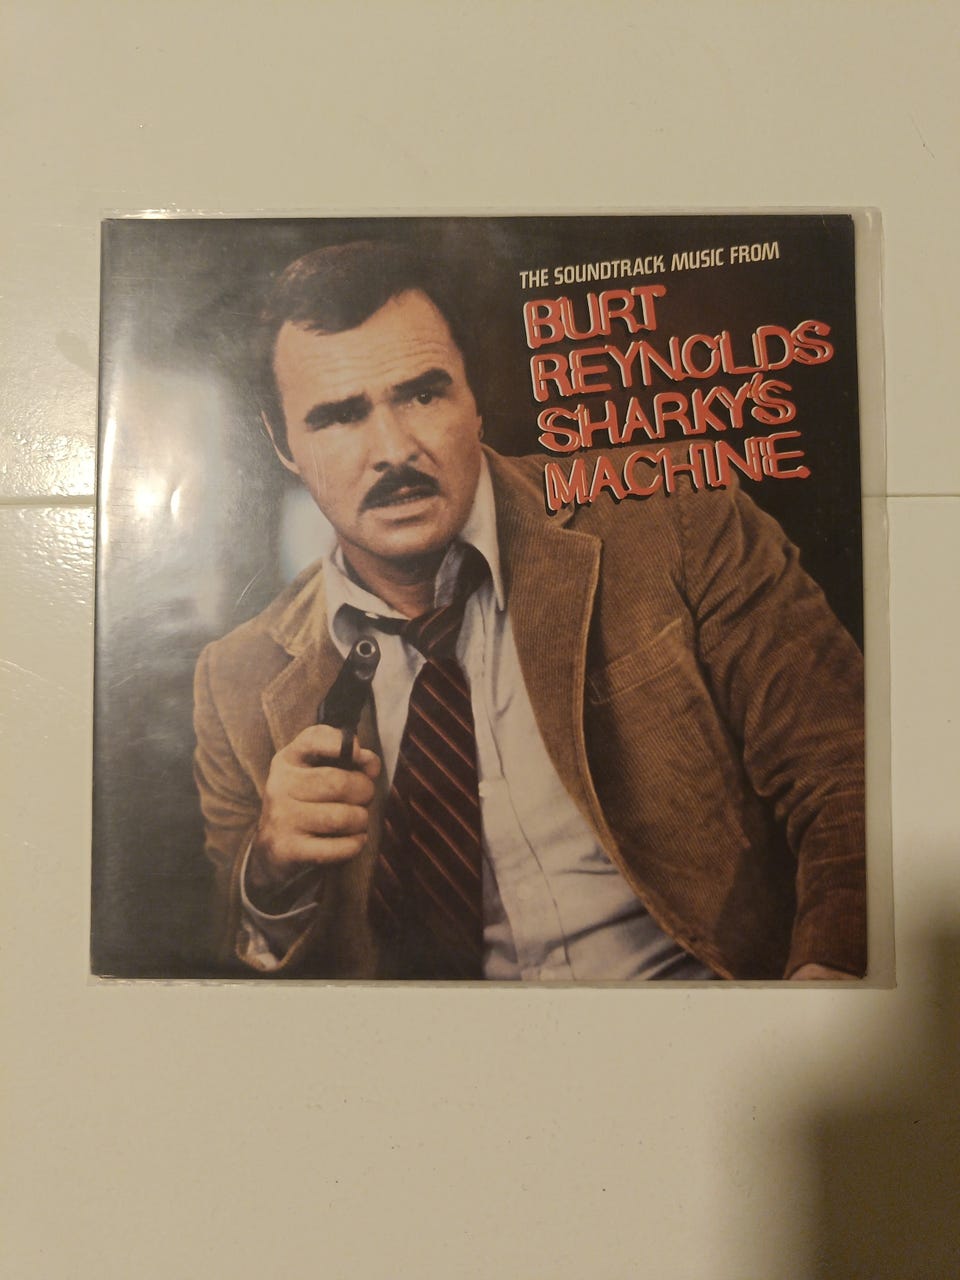 THE SOUNDTRACK MUSIC FROM
BURT
REYNOLDS
SHARKY'S
MACHINE